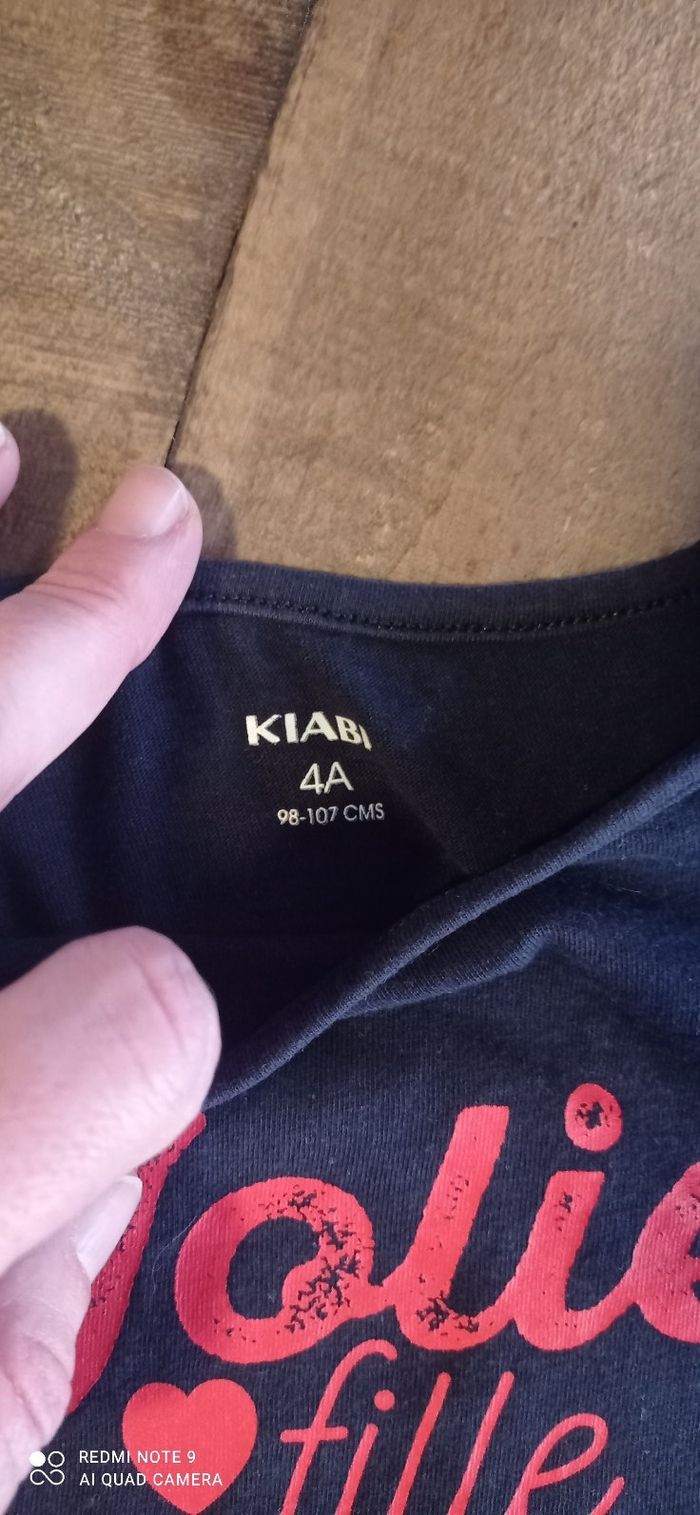 KIABI
4A
98-107 CMS
Jolie
fille
REDMI NOTE 9
AI QUAD CAMERA